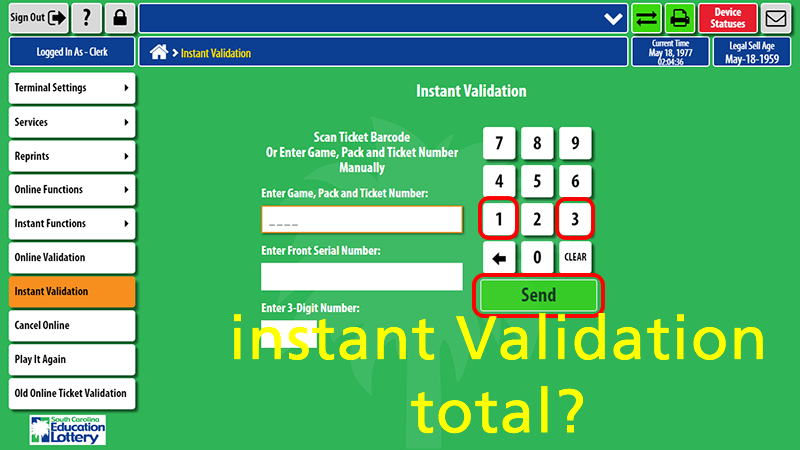 Sign Out
?
Device
Statuses
Logged In As - Clerk
> Instant Validation
Current Time
May 18, 1977
02:04:36
Legal Sell Age
May-18-1959
Terminal Settings
Services
Reprints
Online Functions
Instant Functions
Online Validation
Instant Validation
Cancel Online
Play It Again
Old Online Ticket Validation
South Carolina
Education
Lottery
Instant Validation
Scan Ticket Barcode
Or Enter Game, Pack and Ticket Number
Manually
Enter Game, Pack and Ticket Number:
_ _ _ _
Enter Front Serial Number:
Enter 3-Digit Number:
7 8 9
4 5 6
1 2 3
0 CLEAR
Send
instant Validation
total?